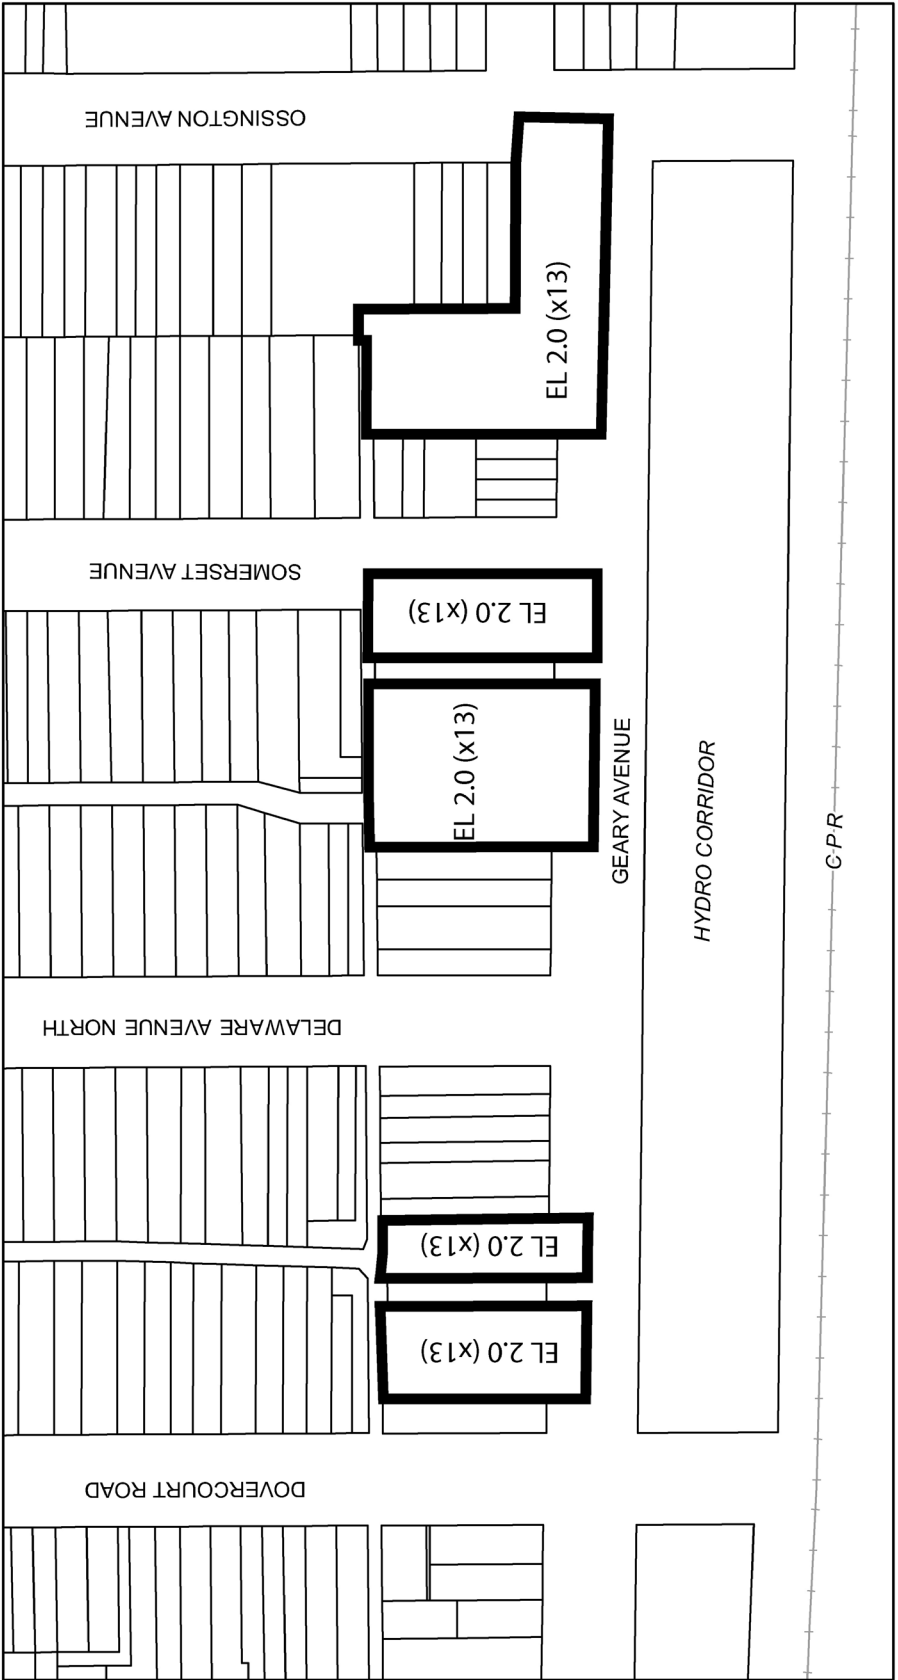 OSSINGTON AVENUE
EL 2.0 (x13)
SOMERSET AVENUE
EL 2.0 (x13)
EL 2.0 (x13)
GEARY AVENUE
HYDRO CORRIDOR
C-P-R
DELAWARE AVENUE NORTH
EL 2.0 (x13)
EL 2.0 (x13)
DOVERCOURT ROAD